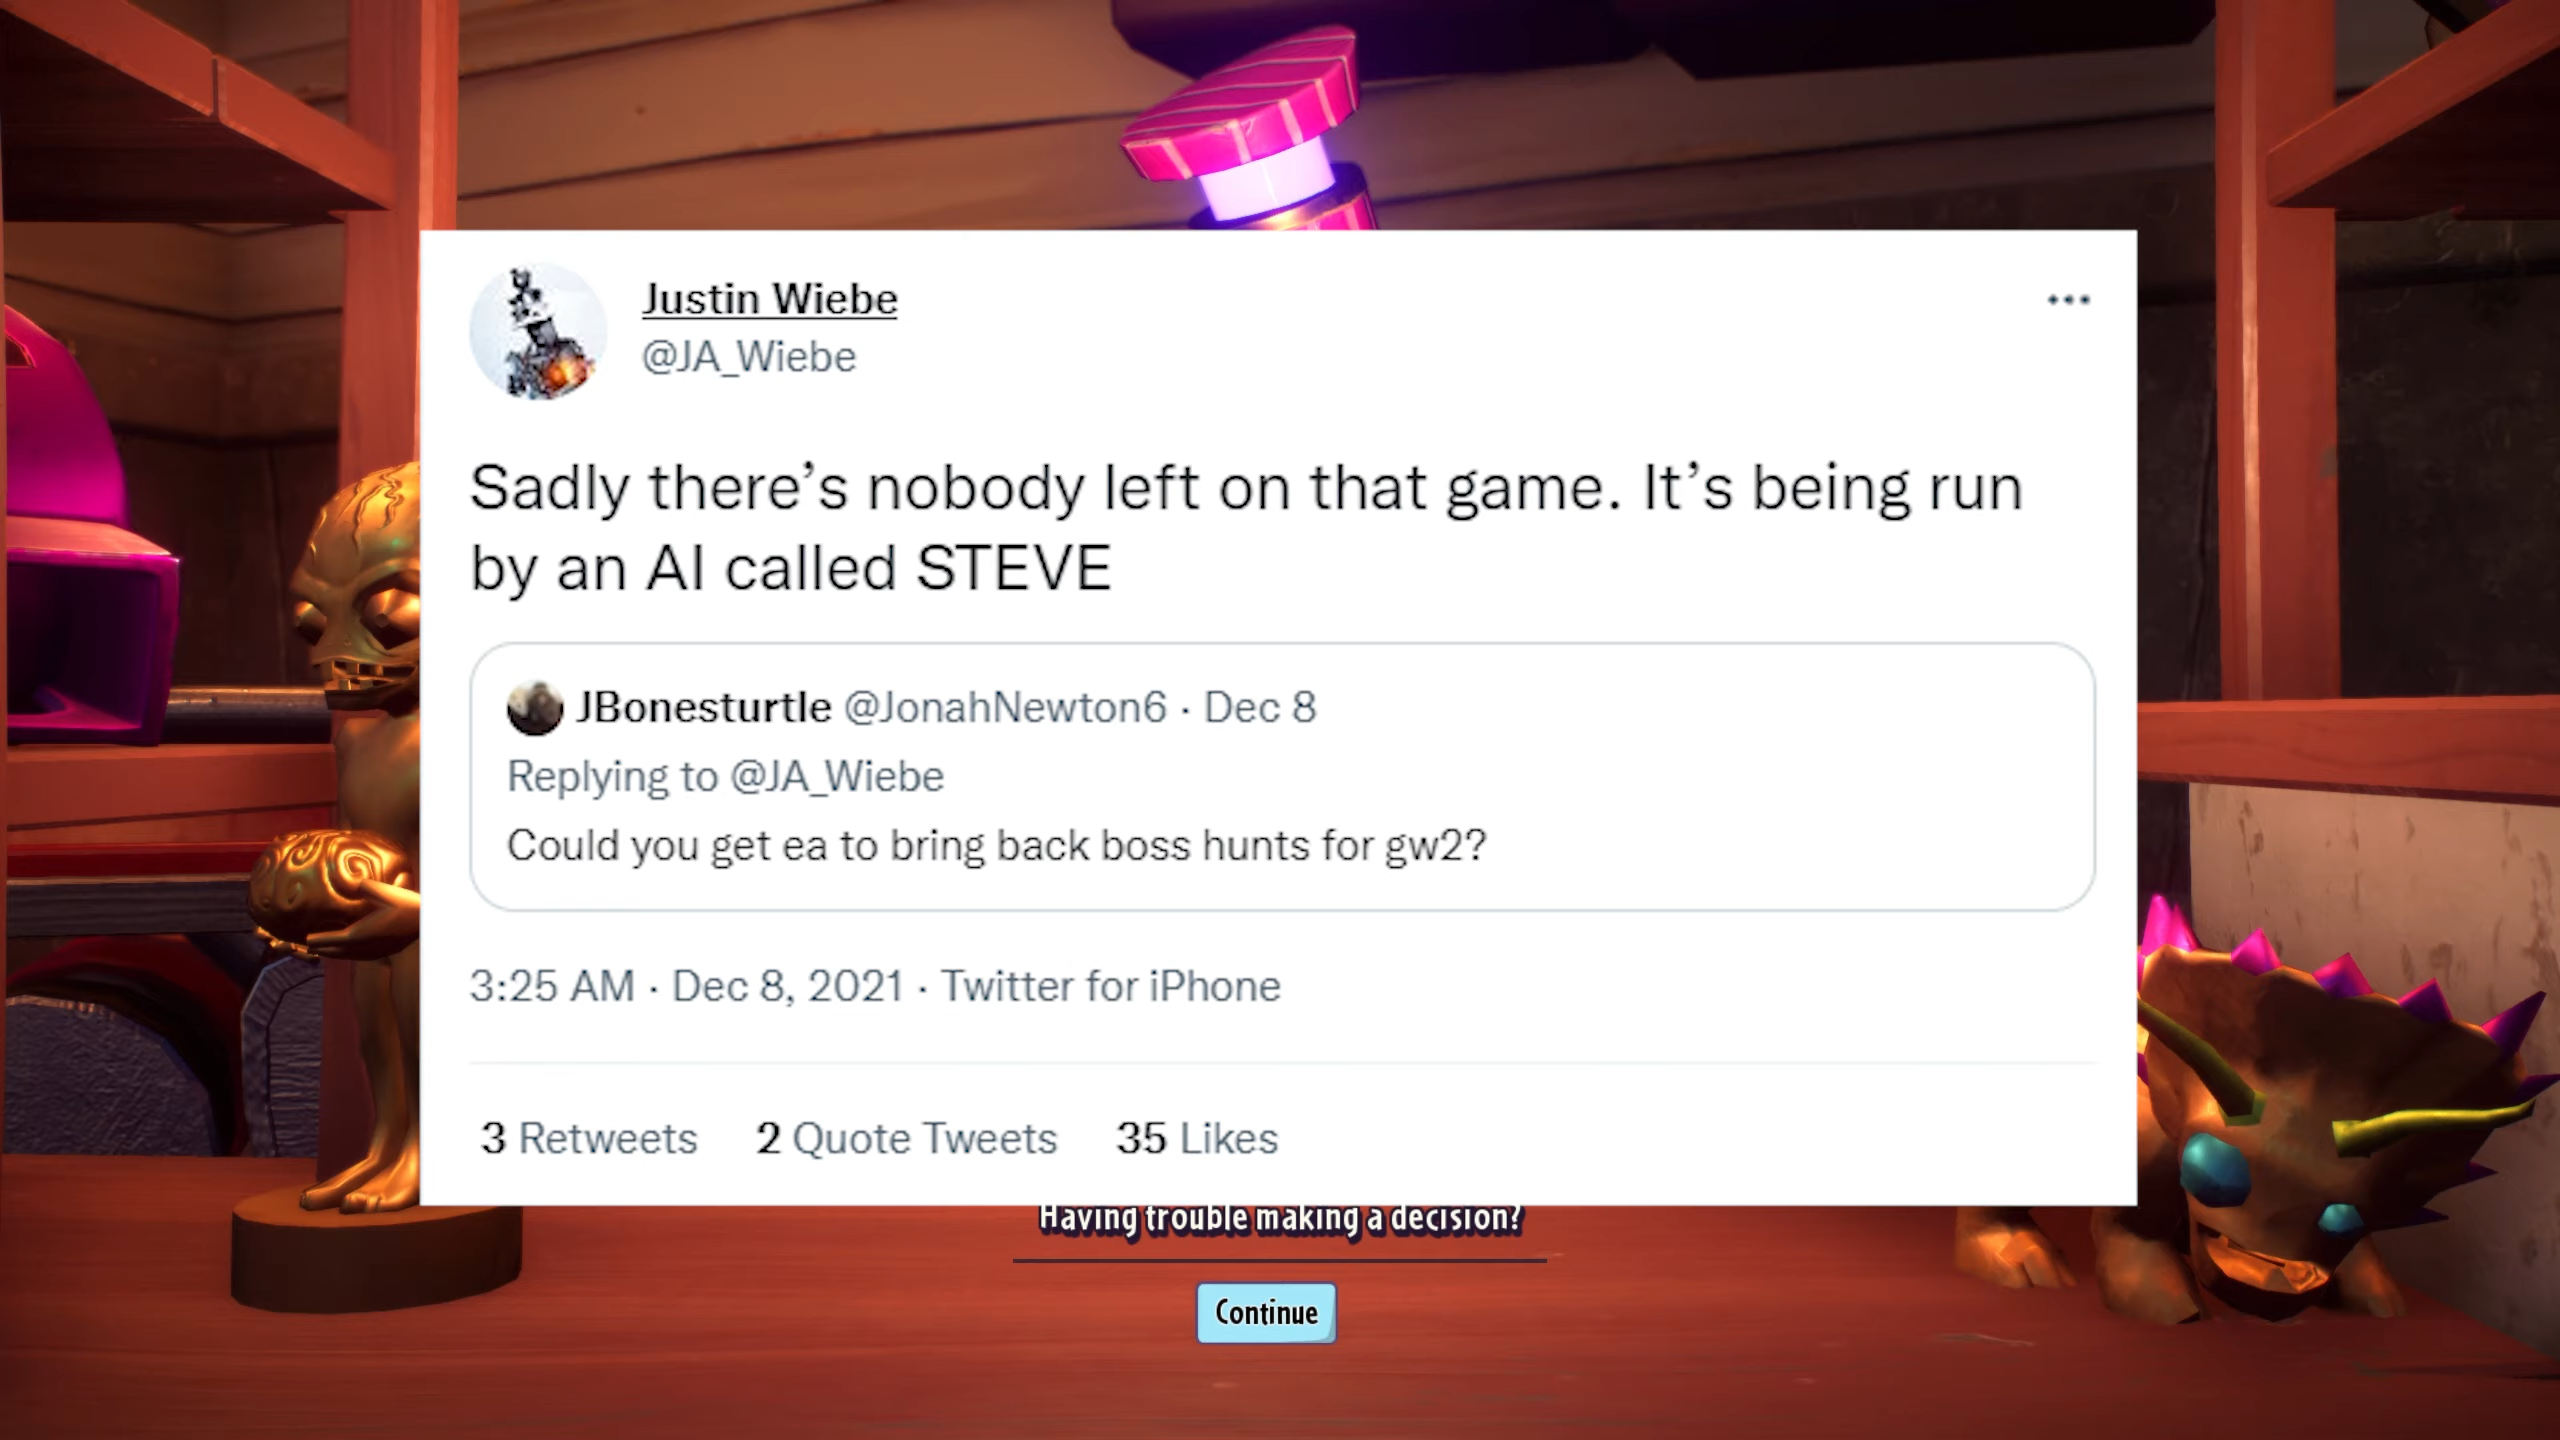 Justin Wiebe
@JA_Wiebe
Sadly there’s nobody left on that game. It’s being run
by an AI called STEVE
JBonesturtle @JonahNewton6 · Dec 8
Replying to @JA_Wiebe
Could you get ea to bring back boss hunts for gw2?
3:25 AM · Dec 8, 2021 · Twitter for iPhone
3 Retweets 2 Quote Tweets 35 Likes
Having trouble making a decision?
Continue